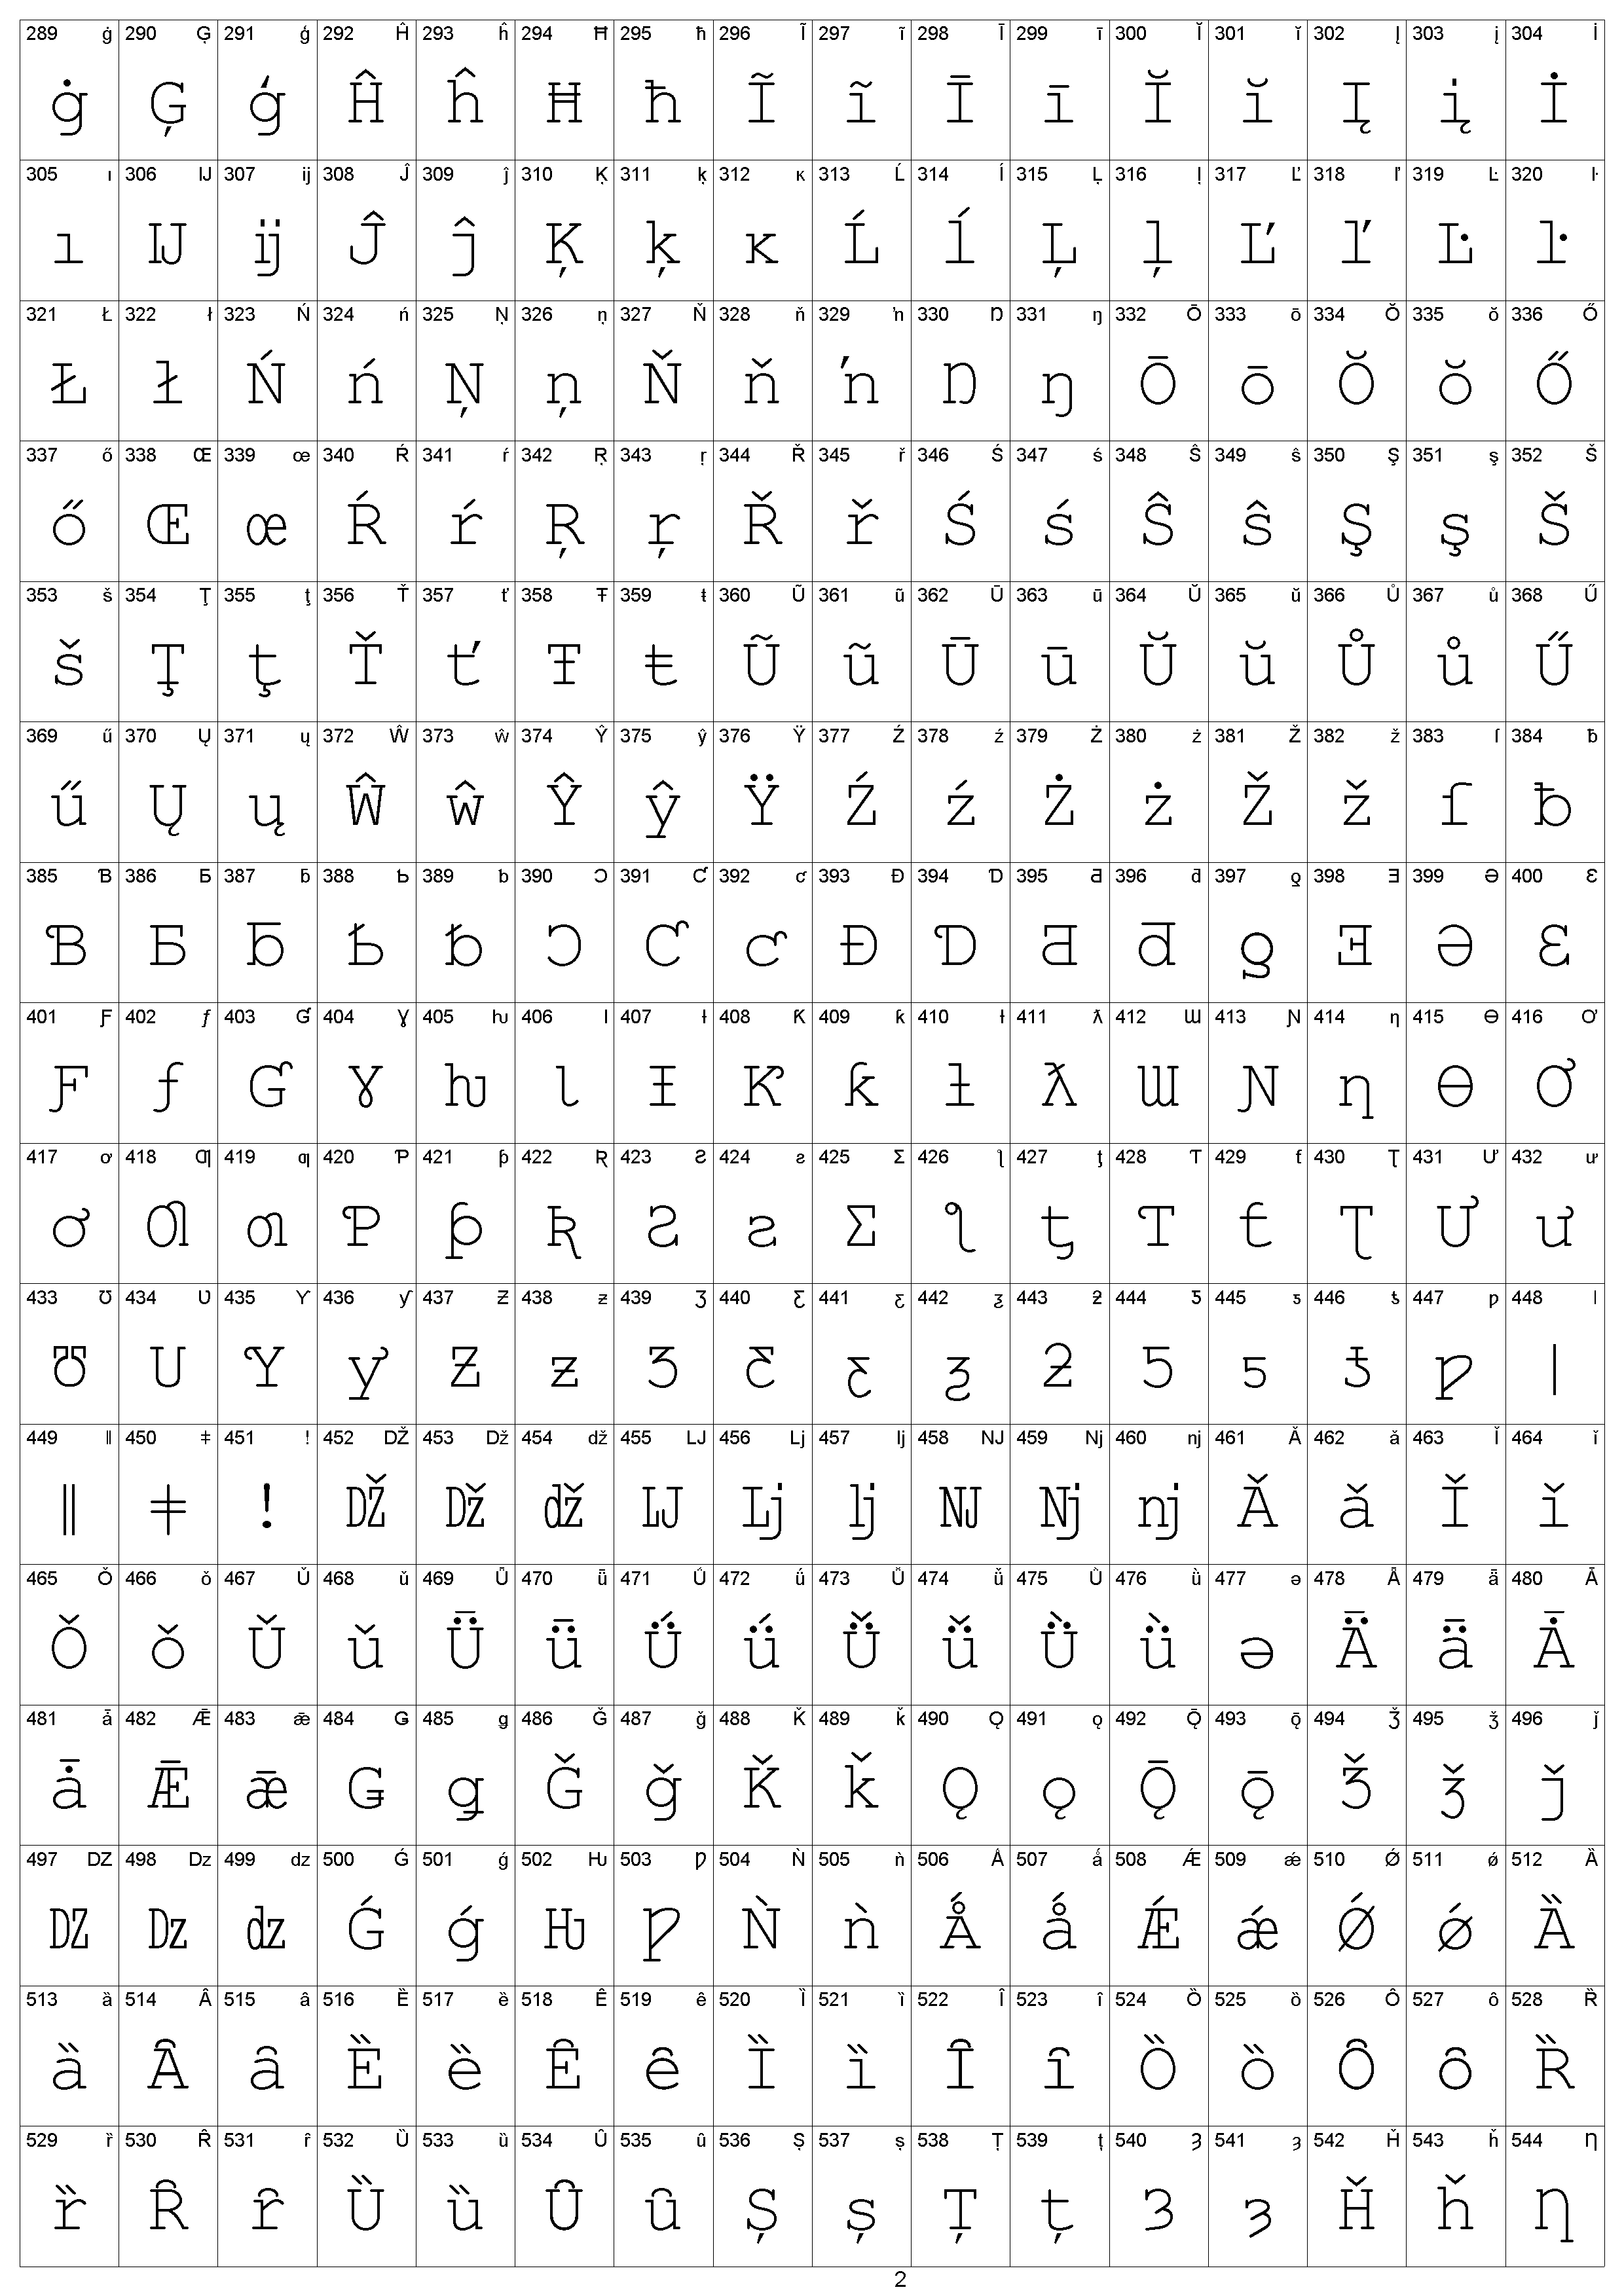 289 ġ 290 Ģ 291 ģ 292 Ĥ 293 ĥ 294 Ħ 295 ħ 296 Ĩ 297 ĩ 298 Ī 299 ī 300 Ĭ 301 ĭ 302 Į 303 į 304 İ
ġ Ģ ģ Ĥ ĥ Ħ ħ Ĩ ĩ Ī ī Ĭ ĭ Į į İ
305 ı 306 Ĳ 307 ĳ 308 Ĵ 309 ĵ 310 Ķ 311 ķ 312 ĸ 313 Ĺ 314 ĺ 315 Ļ 316 ļ 317 Ľ 318 ľ 319 Ŀ 320 ŀ
ı Ĳ ĳ Ĵ ĵ Ķ ķ ĸ Ĺ ĺ Ļ ļ Ľ ľ Ŀ ŀ
321 Ł 322 ł 323 Ń 324 ń 325 Ņ 326 ņ 327 Ň 328 ň 329 ŉ 330 Ŋ 331 ŋ 332 Ō 333 ō 334 Ŏ 335 ŏ 336 Ő
Ł ł Ń ń Ņ ņ Ň ň ŉ Ŋ ŋ Ō ō Ŏ ŏ Ő
337 ő 338 Œ 339 œ 340 Ŕ 341 ŕ 342 Ŗ 343 ŗ 344 Ř 345 ř 346 Ś 347 ś 348 Ŝ 349 ŝ 350 Ş 351 ş 352 Š
ő Œ œ Ŕ ŕ Ŗ ŗ Ř ř Ś ś Ŝ ŝ Ş ş Š
353 š 354 Ţ 355 ţ 356 Ť 357 ť 358 Ŧ 359 ŧ 360 Ũ 361 ũ 362 Ū 363 ū 364 Ŭ 365 ŭ 366 Ů 367 ů 368 Ű
š Ţ ţ Ť ť Ŧ ŧ Ũ ũ Ū ū Ŭ ŭ Ů ů Ű
369 ű 370 Ų 371 ų 372 Ŵ 373 ŵ 374 Ŷ 375 ŷ 376 Ÿ 377 Ź 378 ź 379 Ż 380 ż 381 Ž 382 ž 383 ſ 384 ƀ
ű Ų ų Ŵ ŵ Ŷ ŷ Ÿ Ź ź Ż ż Ž ž ſ ƀ
385 Ɓ 386 Ƃ 387 ƃ 388 Ƅ 389 ƅ 390 Ɔ 391 Ƈ 392 ƈ 393 Ɖ 394 Ɗ 395 Ƌ 396 ƌ 397 ƍ 398 Ǝ 399 Ə 400 Ɛ
Ɓ Ƃ ƃ Ƅ ƅ Ɔ Ƈ ƈ Ɖ Ɗ Ƌ ƌ ƍ Ǝ Ə Ɛ
401 Ƒ 402 ƒ 403 Ɠ 404 Ɣ 405 ƕ 406 Ɩ 407 Ɨ 408 Ƙ 409 ƙ 410 ƚ 411 ƛ 412 Ɯ 413 Ɲ 414 ƞ 415 Ɵ 416 Ơ
Ƒ ƒ Ɠ Ɣ ƕ Ɩ Ɨ Ƙ ƙ ƚ ƛ Ɯ Ɲ ƞ Ɵ Ơ
417 ơ 418 Ƣ 419 ƣ 420 Ƥ 421 ƥ 422 Ʀ 423 Ƨ 424 ƨ 425 Ʃ 426 ƪ 427 ƫ 428 Ƭ 429 ƭ 430 Ʈ 431 Ư 432 ư
ơ Ƣ ƣ Ƥ ƥ Ʀ Ƨ ƨ Ʃ ƪ ƫ Ƭ ƭ Ʈ Ư ư
433 Ʊ 434 Ʋ 435 Ƴ 436 ƴ 437 Ƶ 438 ƶ 439 Ʒ 440 Ƹ 441 ƹ 442 ƺ 443 ƻ 444 Ƽ 445 ƽ 446 ƾ 447 ƿ 448 ǀ
Ʊ Ʋ Ƴ ƴ Ƶ ƶ Ʒ Ƹ ƹ ƺ ƻ Ƽ ƽ ƾ ƿ ǀ
449 ǁ 450 ǂ 451 ǃ 452 Ǆ 453 ǅ 454 ǆ 455 Ǉ 456 ǈ 457 ǉ 458 Ǌ 459 ǋ 460 ǌ 461 Ǎ 462 ǎ 463 Ǐ 464 ǐ
ǁ ǂ ǃ Ǆ ǅ ǆ Ǉ ǈ ǉ Ǌ ǋ ǌ Ǎ ǎ Ǐ ǐ
465 Ǒ 466 ǒ 467 Ǔ 468 ǔ 469 Ǖ 470 ǖ 471 Ǘ 472 ǘ 473 Ǚ 474 ǚ 475 Ǜ 476 ǜ 477 ǝ 478 Ǟ 479 ǟ 480 Ǡ
Ǒ ǒ Ǔ ǔ Ǖ ǖ Ǘ ǘ Ǚ ǚ Ǜ ǜ ǝ Ǟ ǟ Ǡ
481 ǡ 482 Ǣ 483 ǣ 484 Ǥ 485 ǥ 486 Ǧ 487 ǧ 488 Ǩ 489 ǩ 490 Ǫ 491 ǫ 492 Ǭ 493 ǭ 494 Ǯ 495 ǯ 496 ǰ
ǡ Ǣ ǣ Ǥ ǥ Ǧ ǧ Ǩ ǩ Ǫ ǫ Ǭ ǭ Ǯ ǯ ǰ
497 Ǳ 498 ǲ 499 ǳ 500 Ǵ 501 ǵ 502 Ƕ 503 Ƿ 504 Ǹ 505 ǹ 506 Ǻ 507 ǻ 508 Ǽ 509 ǽ 510 Ǿ 511 ǿ 512 Ȁ
Ǳ ǲ ǳ Ǵ ǵ Ƕ Ƿ Ǹ ǹ Ǻ ǻ Ǽ ǽ Ǿ ǿ Ȁ
513 ȁ 514 Ȃ 515 ȃ 516 Ȅ 517 ȅ 518 Ȇ 519 ȇ 520 Ȉ 521 ȉ 522 Ȋ 523 ȋ 524 Ȍ 525 ȍ 526 Ȏ 527 ȏ 528 Ȑ
ȁ Ȃ ȃ Ȅ ȅ Ȇ ȇ Ȉ ȉ Ȋ ȋ Ȍ ȍ Ȏ ȏ Ȑ
529 ȑ 530 Ȓ 531 ȓ 532 Ȕ 533 ȕ 534 Ȗ 535 ȗ 536 Ș 537 ș 538 Ț 539 ț 540 Ȝ 541 ȝ 542 Ȟ 543 ȟ 544 Ƞ
ȑ Ȓ ȓ Ȕ ȕ Ȗ ȗ Ș ș Ț ț Ȝ ȝ Ȟ ȟ Ƞ
2